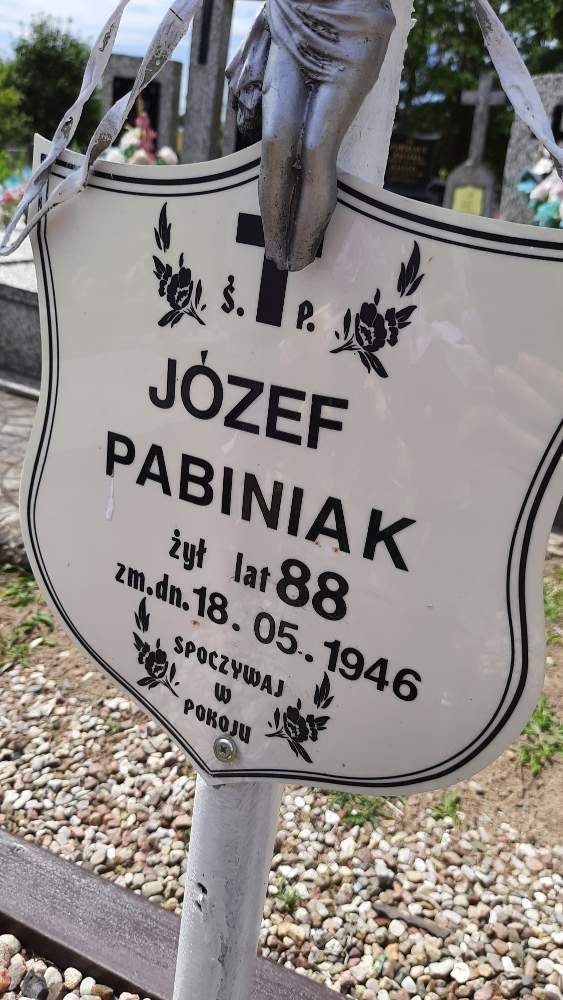 Ś. P.
JÓZEF
PABINIAK
żył lat 88
zm.dn. 18. 05. 1946
SPOCZYWAJ
W
POKOJU